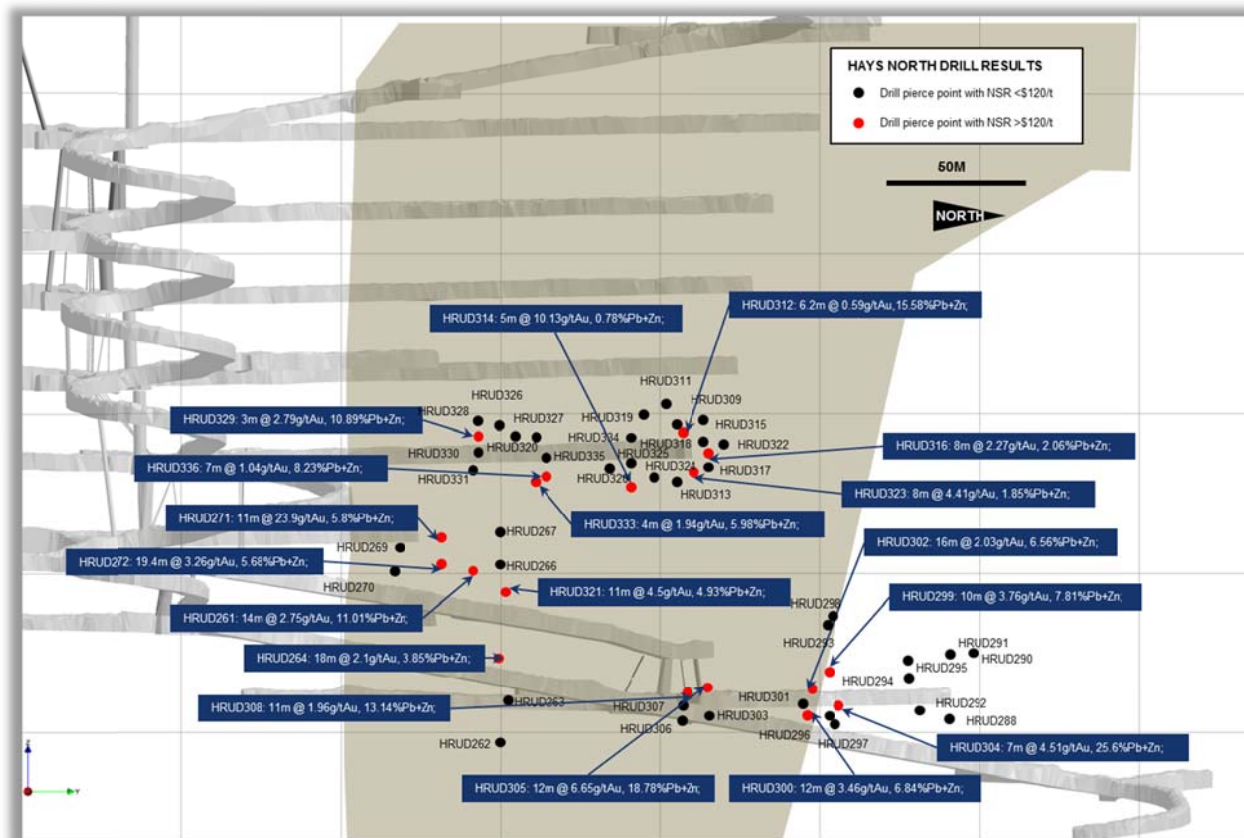 HAYS NORTH DRILL RESULTS
Drill pierce point with NSR <$120/t
Drill pierce point with NSR >$120/t
50M
NORTH
HRUD312: 6.2m @ 0.59g/tAu,15.58%Pb+Zn;
HRUD314: 5m @ 10.13g/tAu, 0.78%Pb+Zn;
HRUD311
HRUD326
HRUD309
HRUD329: 3m @ 2.79g/tAu, 10.89%Pb+Zn;
HRUD328
HRUD327
HRUD319
HRUD315
HRUD320
HRUD334
HRUD318
HRUD322
HRUD316: 8m @ 2.27g/tAu, 2.06%Pb+Zn;
HRUD330
HRUD335
HRUD325
HRUD324
HRUD317
HRUD336: 7m @ 1.04g/tAu, 8.23%Pb+Zn;
HRUD331
HRUD313
HRUD323: 8m @ 4.41g/tAu, 1.85%Pb+Zn;
HRUD271: 11m @ 23.9g/tAu, 5.8%Pb+Zn;
HRUD333: 4m @ 1.94g/tAu, 5.98%Pb+Zn;
HRUD267
HRUD302: 16m @ 2.03g/tAu, 6.56%Pb+Zn;
HRUD269
HRUD272: 19.4m @ 3.26g/tAu, 5.68%Pb+Zn;
HRUD266
HRUD270
HRUD321: 11m @ 4.5g/tAu, 4.93%Pb+Zn;
HRUD299: 10m @ 3.76g/tAu, 7.81%Pb+Zn;
HRUD298
HRUD261: 14m @ 2.75g/tAu, 11.01%Pb+Zn;
HRUD293
HRUD291
HRUD290
HRUD264: 18m @ 2.1g/tAu, 3.85%Pb+Zn;
HRUD295
HRUD294
HRUD263
HRUD301
HRUD292
HRUD308: 11m @ 1.96g/tAu, 13.14%Pb+Zn;
HRUD307
HRUD303
HRUD288
HRUD306
HRUD296
HRUD297
HRUD262
HRUD304: 7m @ 4.51g/tAu, 25.6%Pb+Zn;
HRUD305: 12m @ 6.65g/tAu, 18.78%Pb+Zn;
HRUD300: 12m @ 3.46g/tAu, 6.84%Pb+Zn;
Y